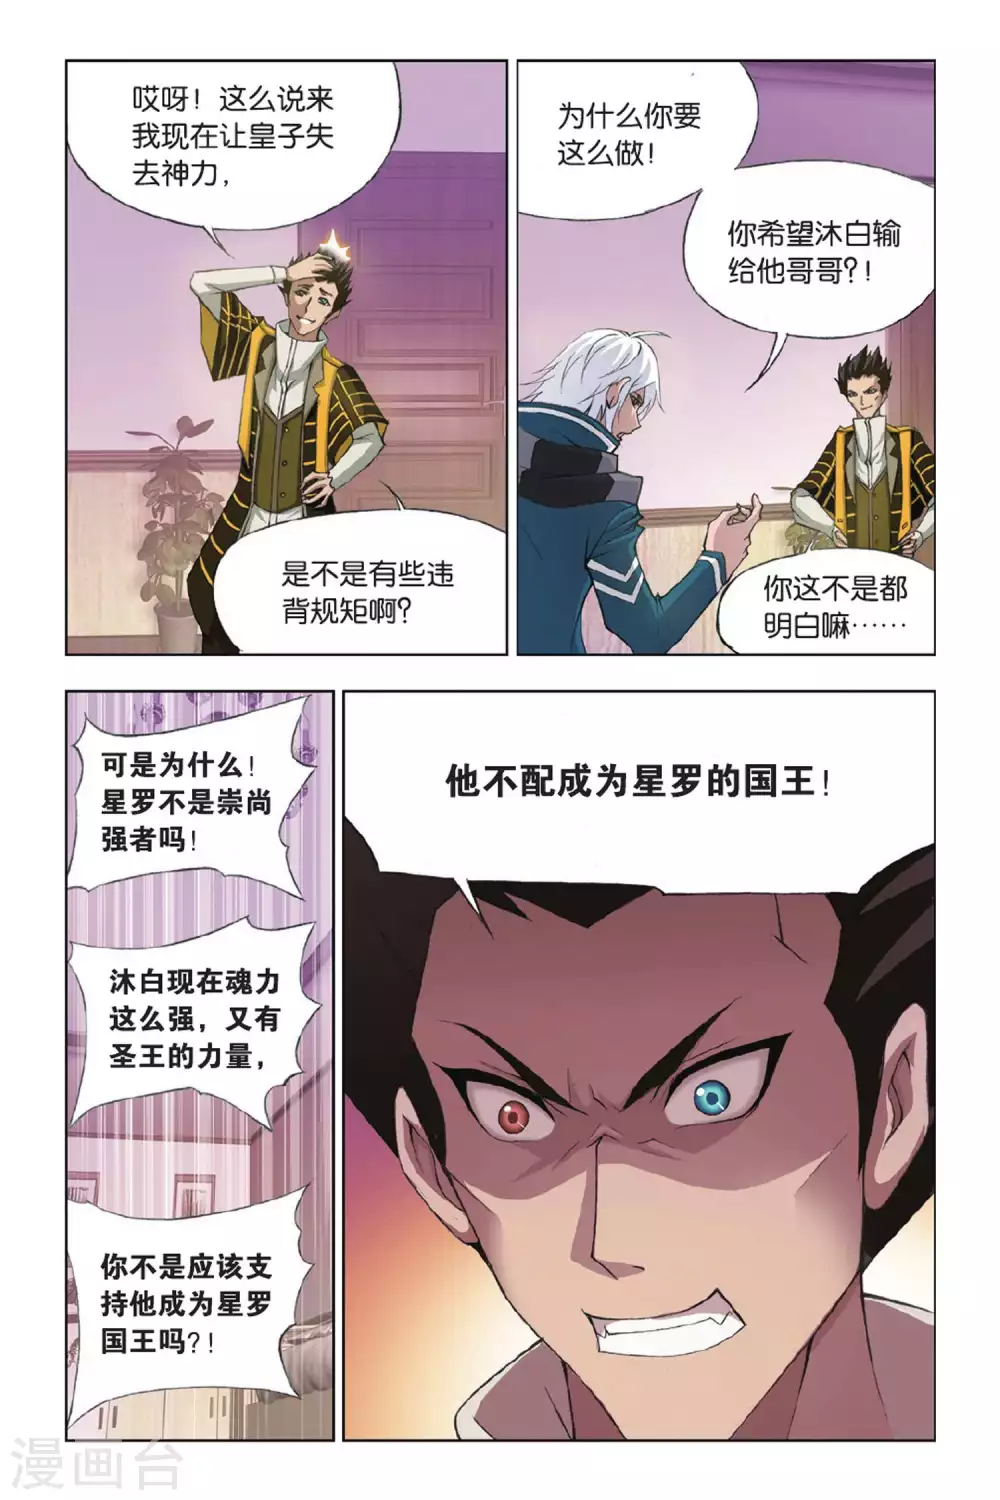 哎呀！这么说来
我现在让皇子失
去神力，
是不是有些违
背规矩啊？
为什么你要
这么做！
你希望沐白输
给他哥哥？！
你这不是都
明白嘛……
可是为什么！
星罗不是崇尚
强者吗！
沐白现在魂力
这么强，又有
圣王的力量，
你不是应该支
持他成为星罗
国王吗？！
他不配成为星罗的国王！
漫画台